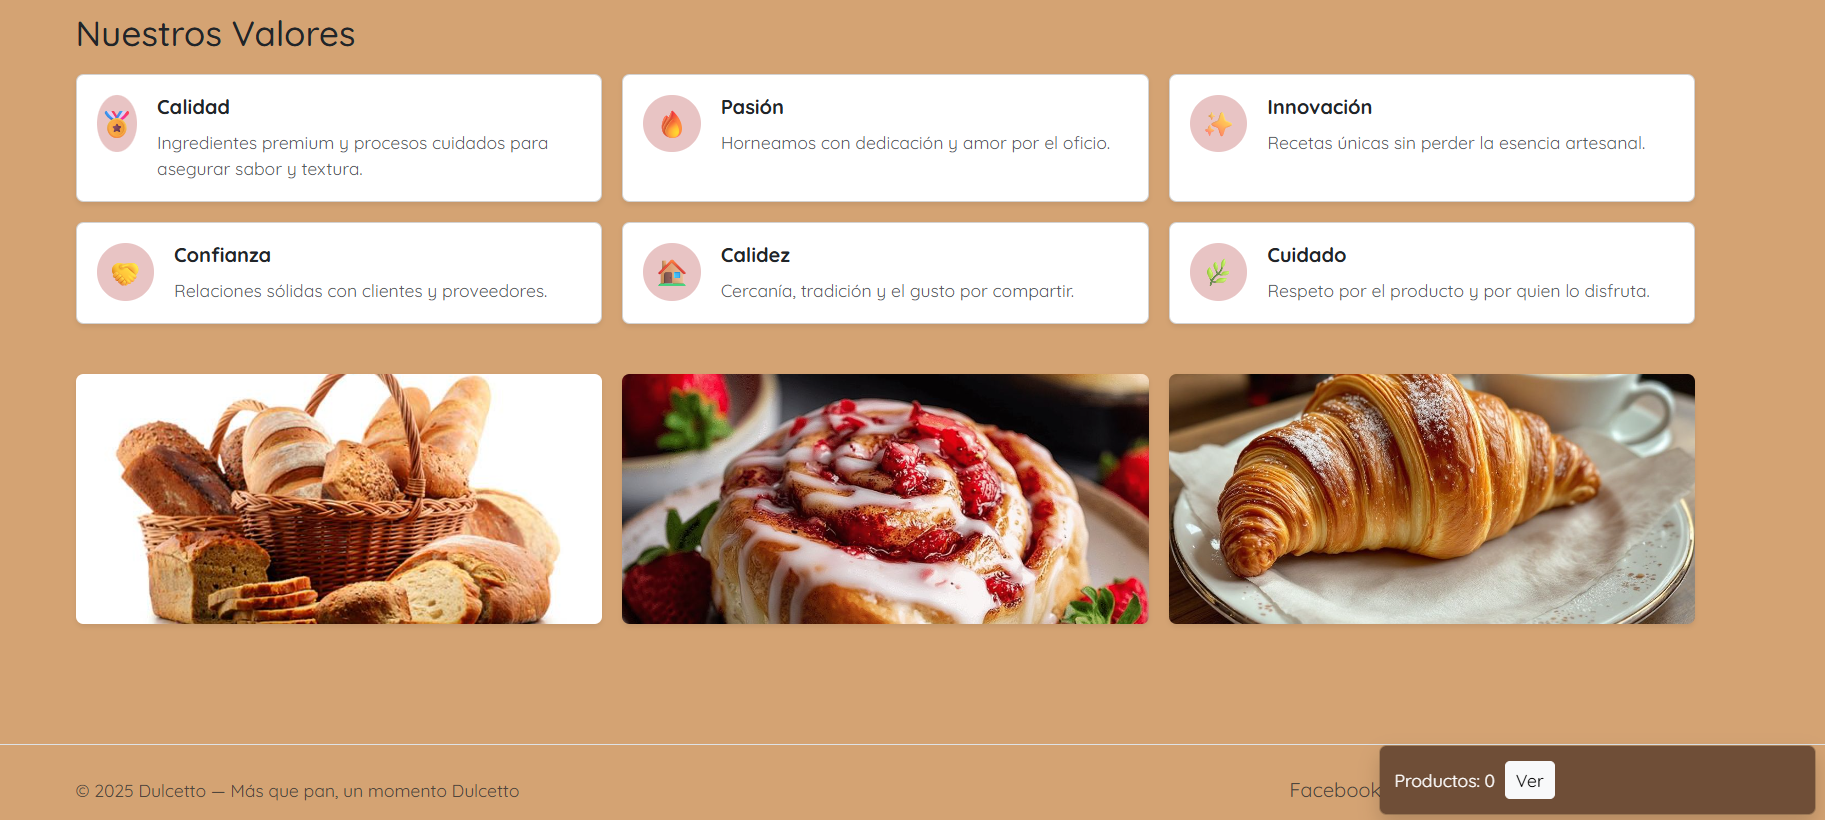 Nuestros Valores
Calidad
Ingredientes premium y procesos cuidados para
asegurar sabor y textura.
Pasión
Horneamos con dedicación y amor por el oficio.
Innovación
Recetas únicas sin perder la esencia artesanal.
Confianza
Relaciones sólidas con clientes y proveedores.
Calidez
Cercanía, tradición y el gusto por compartir.
Cuidado
Respeto por el producto y por quien lo disfruta.
© 2025 Dulcetto — Más que pan, un momento Dulcetto
Facebook
Productos: 0 Ver